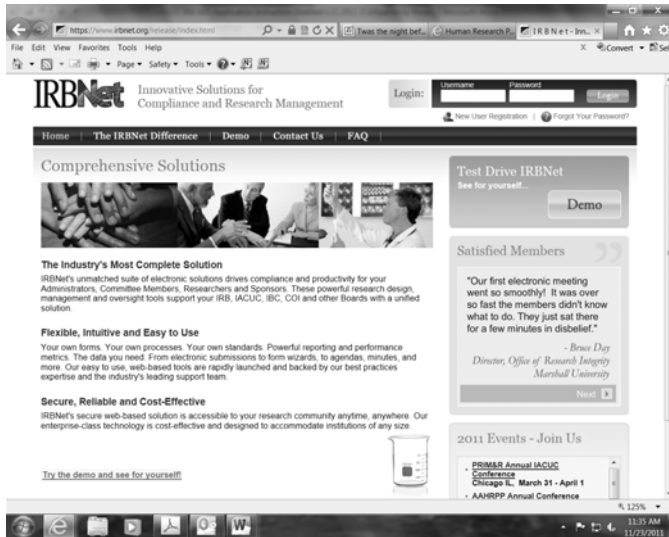 https://www.irbnet.org/release/index.html
Twas the night bef...
Human Research P...
IRBNet - Inn...
File Edit View Favorites Tools Help
x Convert
Page Safety Tools
IRBNet
Innovative Solutions for
Compliance and Research Management
Login:
Username Password
Login
New User Registration | Forgot Your Password?
Home | The IRBNet Difference | Demo | Contact Us | FAQ |
Comprehensive Solutions
The Industry's Most Complete Solution
IRBNet's unmatched suite of electronic solutions drives compliance and productivity for your
Administrators, Committee Members, Researchers and Sponsors. These powerful research design,
management and oversight tools support your IRB, IACUC, IBC, COI and other Boards with a unified
solution.
Flexible, Intuitive and Easy to Use
Your own forms. Your own processes. Your own standards. Powerful reporting and performance
metrics. The data you need. From electronic submissions to form wizards, to agendas, minutes, and
more. Our easy to use, web-based tools are rapidly launched and backed by our best practices
expertise and the industry's leading support team.
Secure, Reliable and Cost-Effective
IRBNet's secure web-based solution is accessible to your research community anytime, anywhere. Our
enterprise-class technology is cost-effective and designed to accommodate institutions of any size.
Try the demo and see for yourself!
Test Drive IRBNet
See for yourself...
Demo
Satisfied Members
"Our first electronic meeting
went so smoothly! It was over
so fast the members didn't know
what to do. They just sat there
for a few minutes in disbelief."
- Bruce Day
Director, Office of Research Integrity
Marshall University
Next
2011 Events - Join Us
PRIM&R Annual IACUC
Conference
Chicago IL, March 31 - April 1
AAHRPP Annual Conference
125%
11:35 AM
11/23/2011